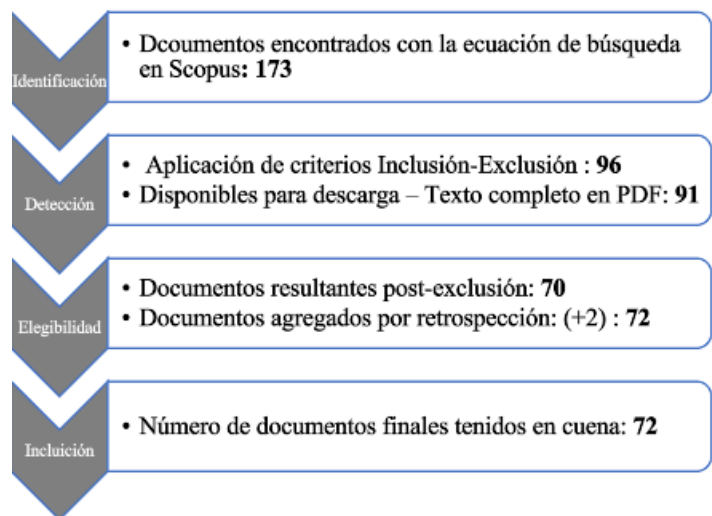 Identificación
• Dcoumentos encontrados con la ecuación de búsqueda
en Scopus: 173
Detección
• Aplicación de criterios Inclusión-Exclusión : 96
• Disponibles para descarga – Texto completo en PDF: 91
Elegibilidad
• Documentos resultantes post-exclusión: 70
• Documentos agregados por retrospección: (+2) : 72
Incluición
• Número de documentos finales tenidos en cuena: 72